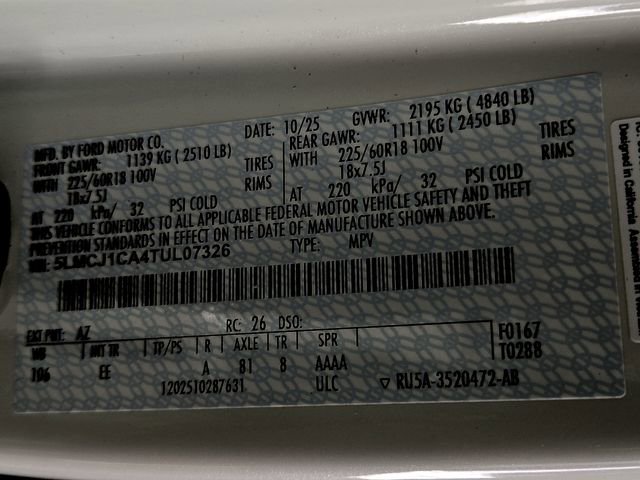 MFD. BY FORD MOTOR CO.
DATE: 10/25 GVWR: 2195 KG ( 4840 LB)
FRONT GAWR: 1139 KG ( 2510 LB)
REAR GAWR: 1111 KG ( 2450 LB)
WITH 225/60R18 100V TIRES
WITH 225/60R18 100V TIRES
18x7.5J RIMS
18x7.5J RIMS
AT 220 kPa/ 32 PSI COLD
AT 220 kPa/ 32 PSI COLD
THIS VEHICLE CONFORMS TO ALL APPLICABLE FEDERAL MOTOR VEHICLE SAFETY AND THEFT
PREVENTION STANDARDS IN EFFECT ON THE DATE OF MANUFACTURE SHOWN ABOVE.
VIN: 5LMCJ1CA4TUL07326 TYPE: MPV
EXT PNT: AZ RC: 26 DSO: F0167
WB INT TR TP/PS R AXLE TR SPR T0288
106 EE A 81 8 AAAA
1202510287631 ULC RU5A-3520472-AB
Designed in California